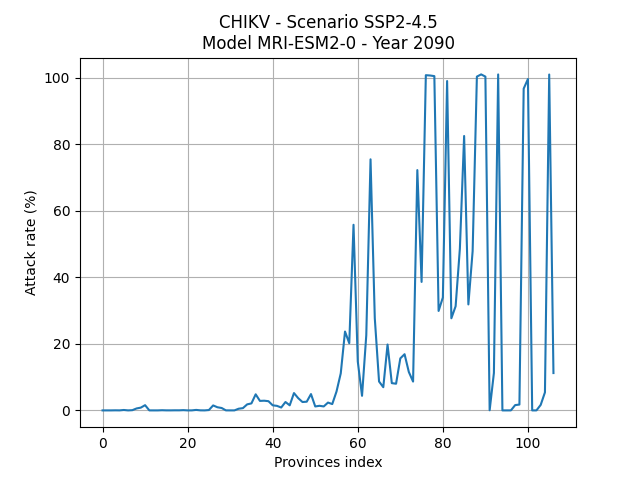 CHIKV - Scenario SSP2-4.5
Model MRI-ESM2-0 - Year 2090
100
80
60
40
20
0
Attack rate (%)
0 20 40 60 80 100
Provinces index